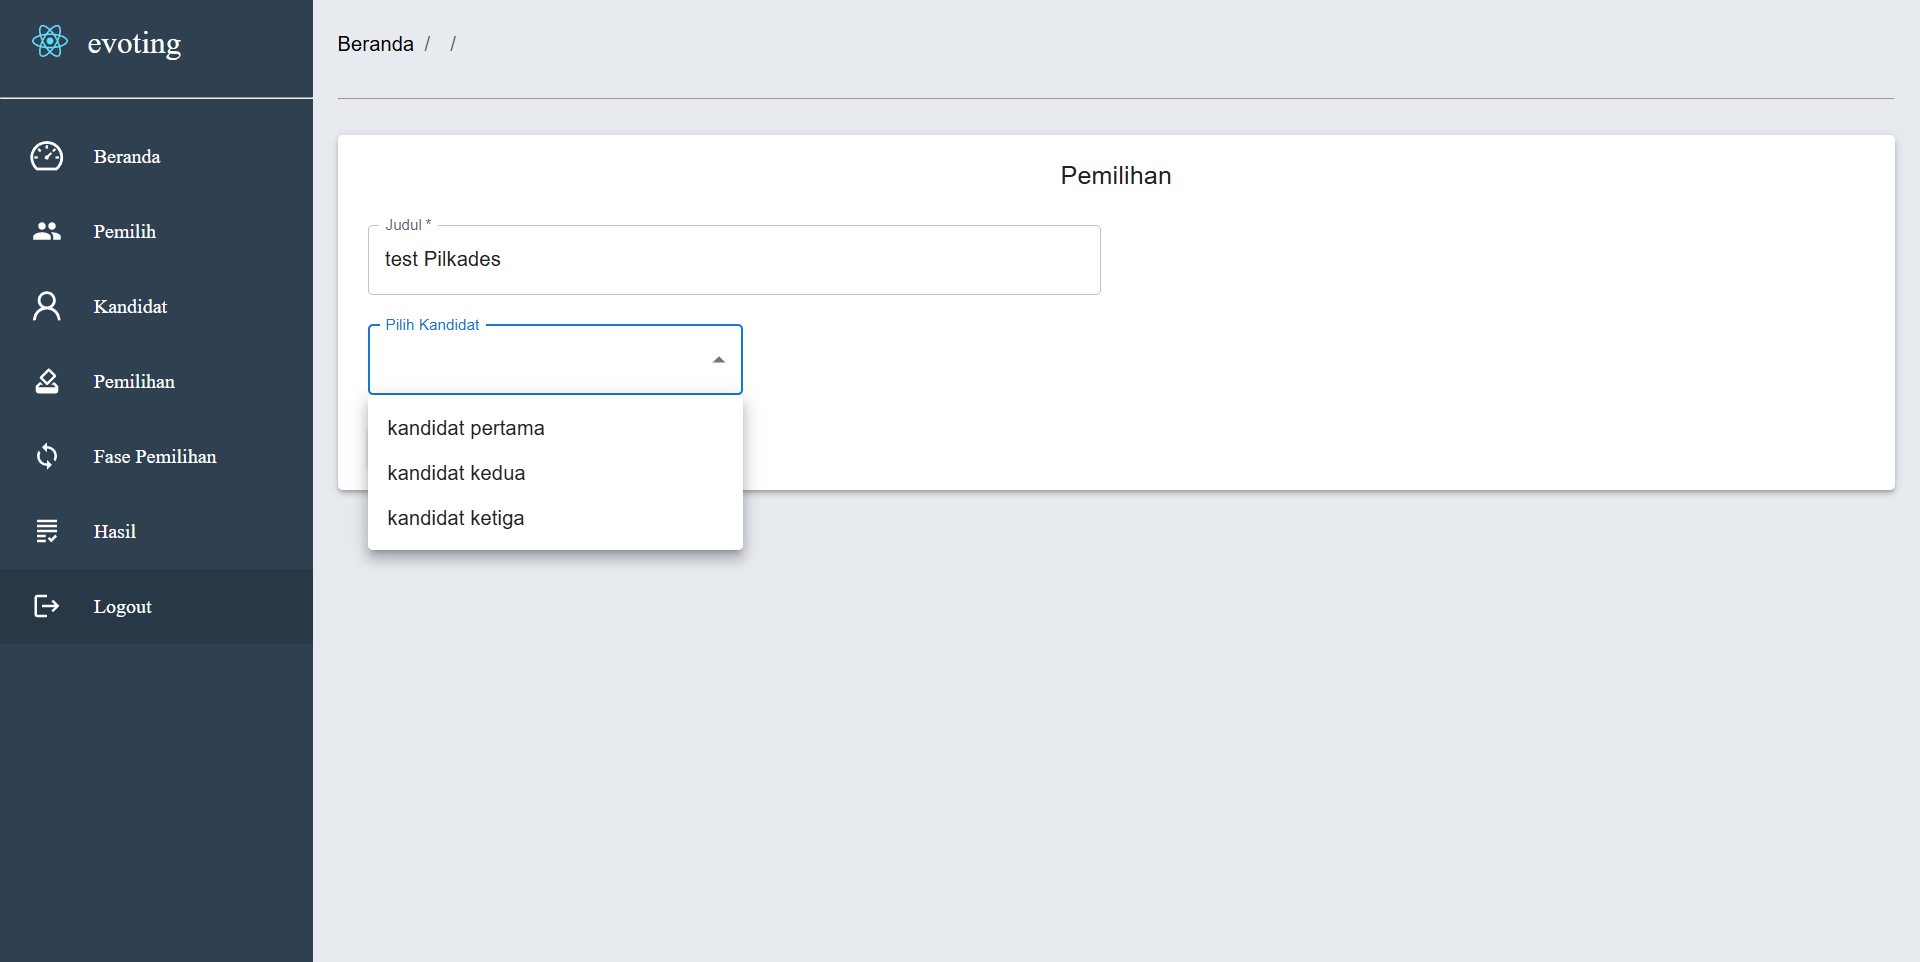 evoting
Beranda
Pemilih
Kandidat
Pemilihan
Fase Pemilihan
Hasil
Logout
Beranda / /
Pemilihan
Judul *
test Pilkades
Pilih Kandidat
kandidat pertama
kandidat kedua
kandidat ketiga